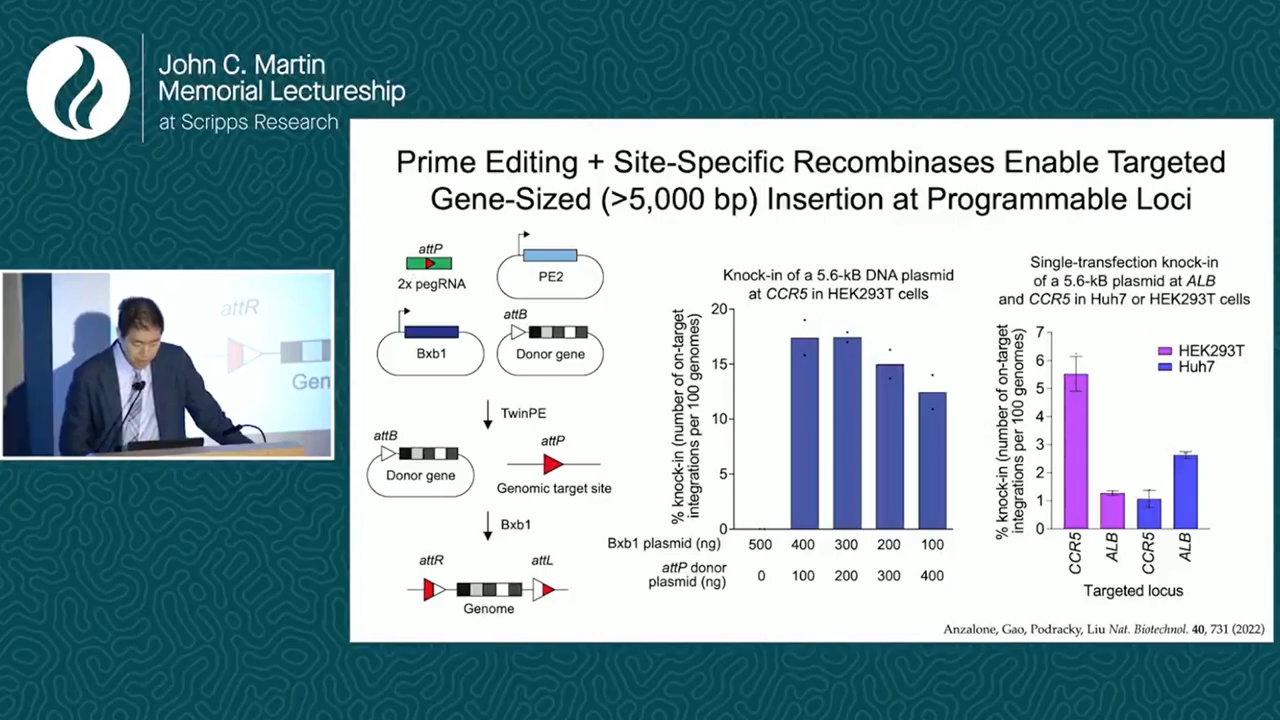 John C. Martin
Memorial Lectureship
at Scripps Research
Prime Editing + Site-Specific Recombinases Enable Targeted
Gene-Sized (>5,000 bp) Insertion at Programmable Loci
attP
2x pegRNA
PE2
Bxb1
attB
Donor gene
TwinPE
attB
Donor gene
attP
Genomic target site
Bxb1
attR
attL
Genome
Knock-in of a 5.6-kB DNA plasmid
at CCR5 in HEK293T cells
% knock-in (number of on-target
integrations per 100 genomes)
20
15
10
5
0
Bxb1 plasmid (ng) 500 400 300 200 100
attP donor
plasmid (ng) 0 100 200 300 400
Single-transfection knock-in
of a 5.6-kB plasmid at ALB
and CCR5 in Huh7 or HEK293T cells
% knock-in (number of on-target
integrations per 100 genomes)
7
6
5
4
3
2
1
0
HEK293T
Huh7
CCR5 ALB CCR5 ALB
Targeted locus
Anzalone, Gao, Podracky, Liu Nat. Biotechnol. 40, 731 (2022)
attR
Gen